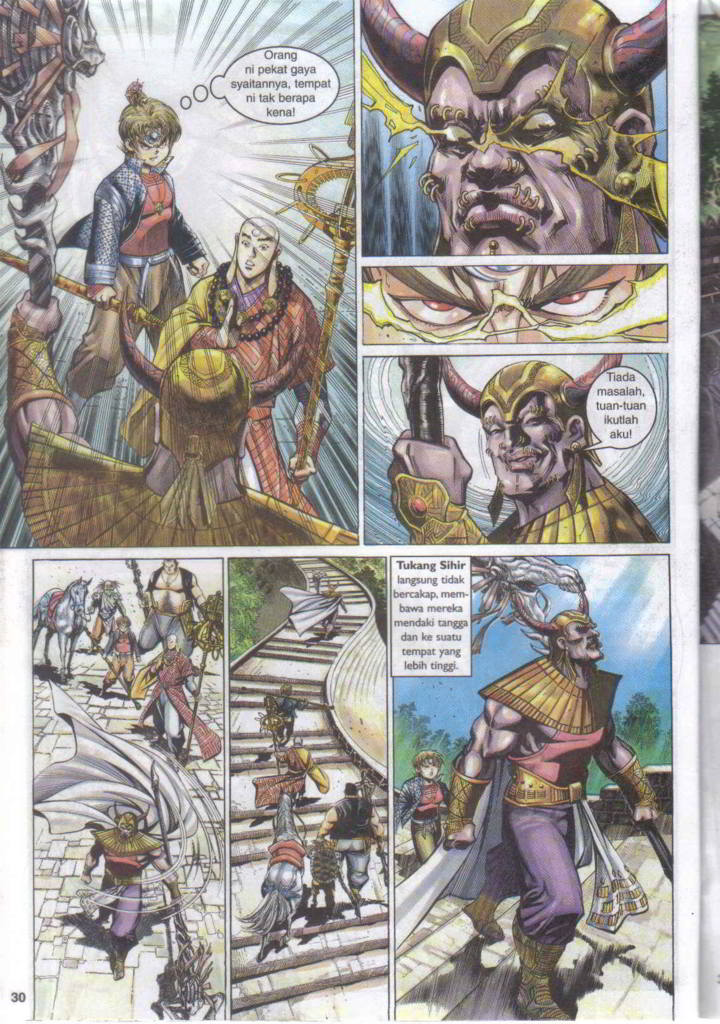 Orang
ni pekat gaya
syaitannya, tempat
ni tak berapa
kena!
Tiada
masalah,
tuan-tuan
ikutlah
aku!
Tukang Sihir
langsung tidak
bercakap, mem-
bawa mereka
mendaki tangga
dan ke suatu
tempat yang
lebih tinggi.
30